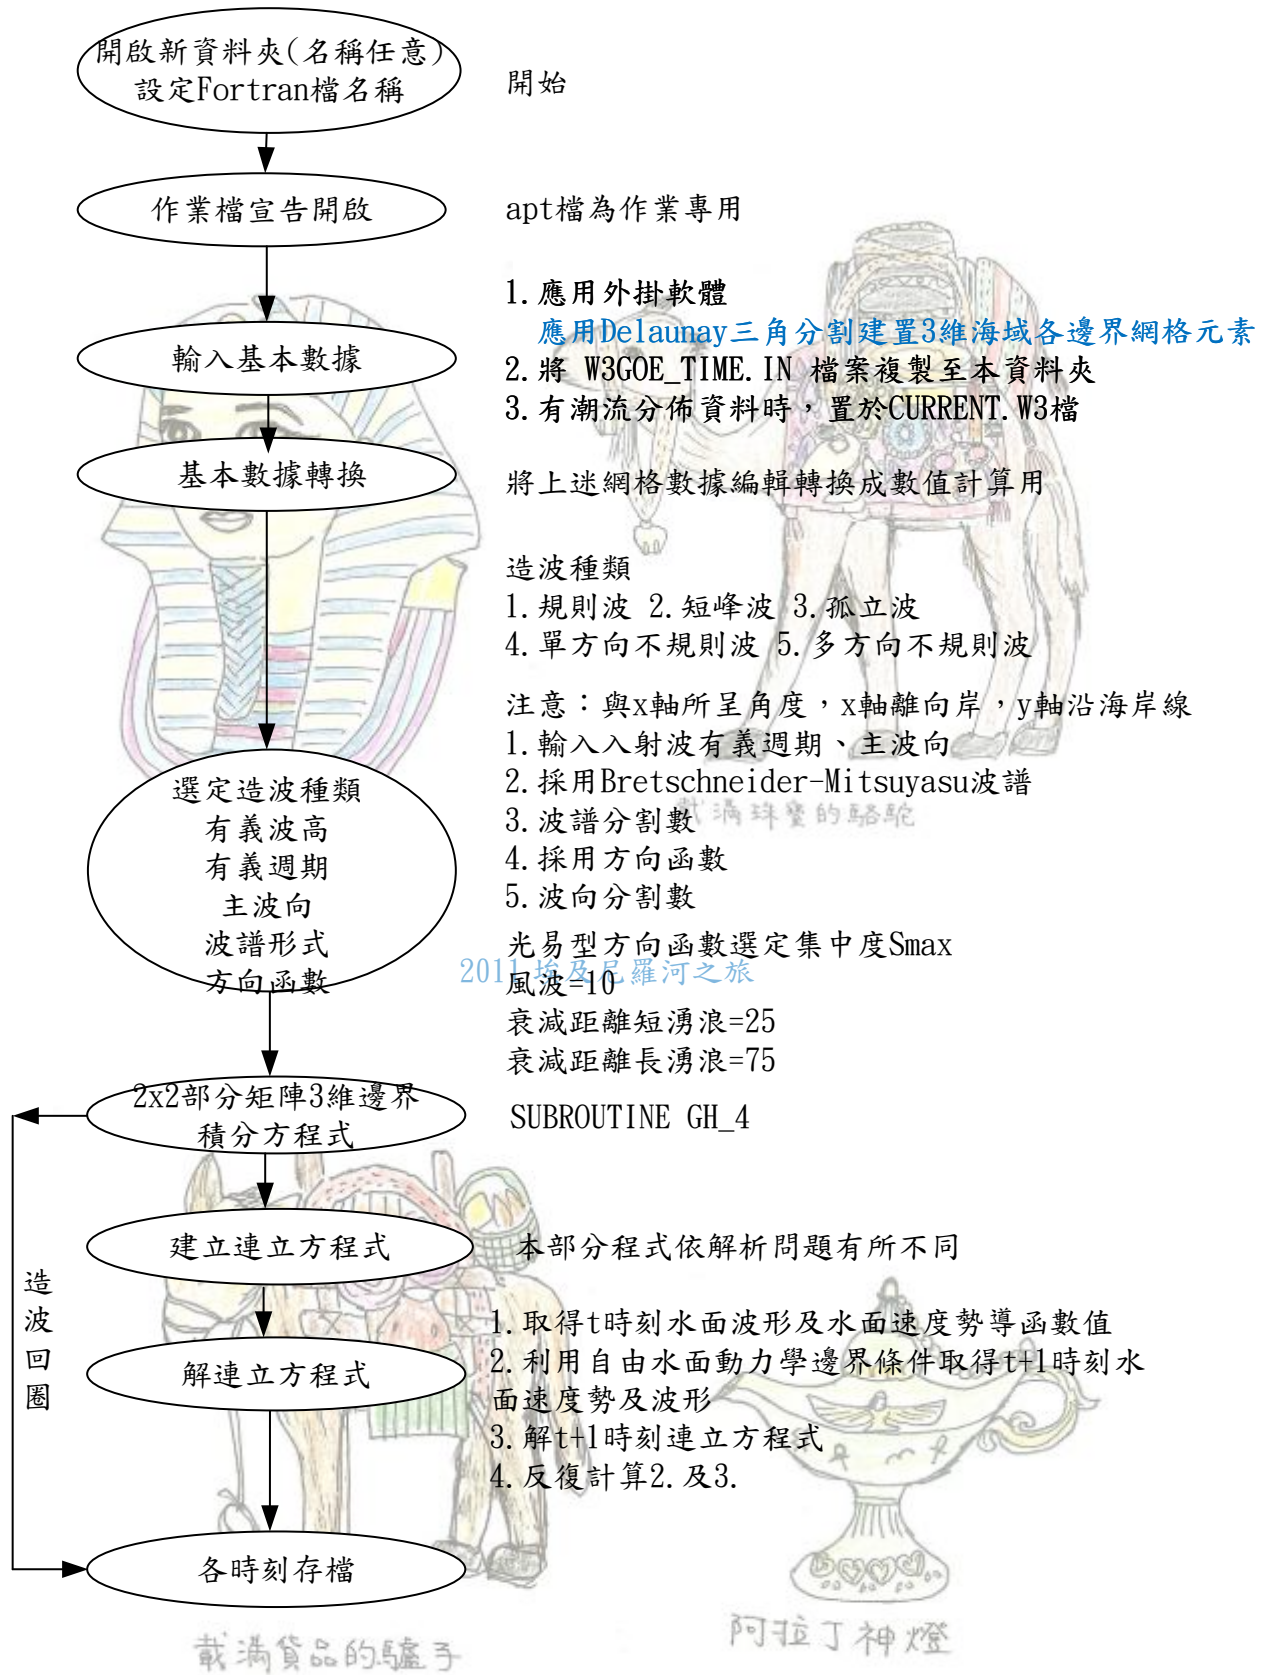 開啟新資料夾(名稱任意)
設定Fortran檔名稱
開始
作業檔宣告開啟
apt檔為作業專用
輸入基本數據
1.應用外掛軟體
應用Delaunay三角分割建置3維海域各邊界網格元素
2.將 W3GOE_TIME.IN 檔案複製至本資料夾
3.有潮流分佈資料時，置於CURRENT.W3檔
基本數據轉換
將上述網格數據編輯轉換成數值計算用
造波種類
1.規則波 2.短峰波 3.孤立波
4.單方向不規則波 5.多方向不規則波
注意：與x軸所呈角度，x軸離向岸，y軸沿海岸線
1.輸入入射波有義週期、主波向
2.採用Bretschneider-Mitsuyasu波譜
3.波譜分割數
4.採用方向函數
5.波向分割數
選定造波種類
有義波高
有義週期
主波向
波譜形式
方向函數
載滿珠寶的駱駝
光易型方向函數選定集中度Smax
風波=10
衰減距離短湧浪=25
衰減距離長湧浪=75
2011 埃及尼羅河之旅
2x2部分矩陣3維邊界
積分方程式
SUBROUTINE GH_4
建立連立方程式
本部分程式依解析問題有所不同
造波回圈
解連立方程式
1.取得t時刻水面波形及水面速度勢導函數值
2.利用自由水面動力學邊界條件取得t+1時刻水
面速度勢及波形
3.解t+1時刻連立方程式
4.反復計算2.及3.
各時刻存檔
載滿貨品的驢子
阿拉丁神燈